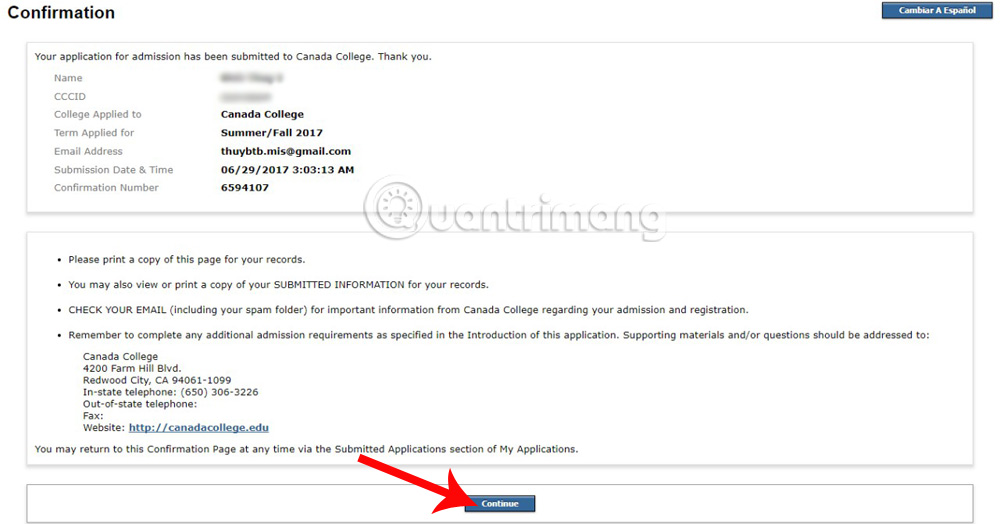 Confirmation
Cambiar A Español
Your application for admission has been submitted to Canada College. Thank you.
Name
CCCID
College Applied to Canada College
Term Applied for Summer/Fall 2017
Email Address thuybtb.mis@gmail.com
Submission Date & Time 06/29/2017 3:03:13 AM
Confirmation Number 6594107
Quantrimang
• Please print a copy of this page for your records.
• You may also view or print a copy of your SUBMITTED INFORMATION for your records.
• CHECK YOUR EMAIL (including your spam folder) for important information from Canada College regarding your admission and registration.
• Remember to complete any additional admission requirements as specified in the Introduction of this application. Supporting materials and/or questions should be addressed to:
Canada College
4200 Farm Hill Blvd.
Redwood City, CA 94061-1099
In-state telephone: (650) 306-3226
Out-of-state telephone:
Fax:
Website: http://canadacollege.edu
You may return to this Confirmation Page at any time via the Submitted Applications section of My Applications.
Continue